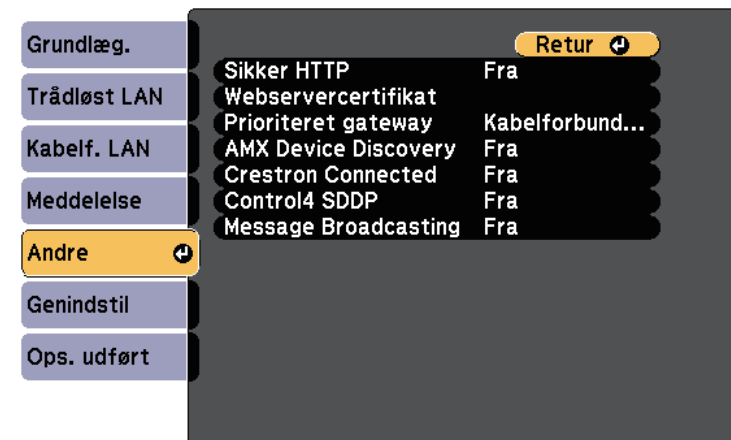 Grundlæg.
Trådløst LAN
Kabelf. LAN
Meddelelse
Andre
Genindstil
Ops. udført
Retur
Sikker HTTP Fra
Webservercertifikat
Prioriteret gateway Kabelforbund...
AMX Device Discovery Fra
Crestron Connected Fra
Control4 SDDP Fra
Message Broadcasting Fra